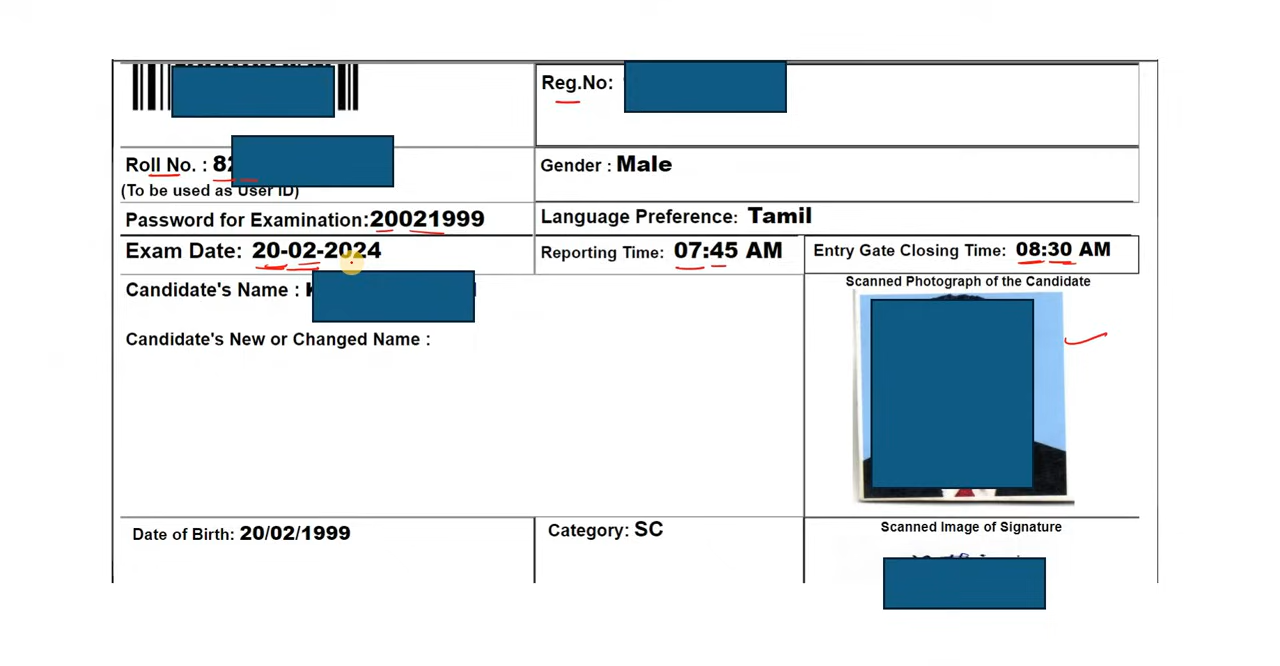 Reg.No:
Roll No. : 82
(To be used as User ID)
Gender : Male
Password for Examination:20021999
Language Preference: Tamil
Exam Date: 20-02-2024
Reporting Time: 07:45 AM
Entry Gate Closing Time: 08:30 AM
Candidate's Name : K
Scanned Photograph of the Candidate
Candidate's New or Changed Name :
Date of Birth: 20/02/1999
Category: SC
Scanned Image of Signature